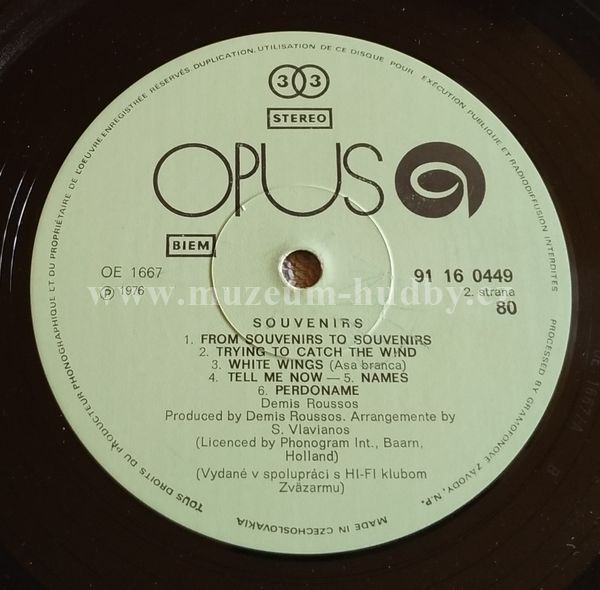 TOUS DROITS DU PRODUCTEUR PHONOGRAPHIQUE ET DU PROPRIÉTAIRE DE L'OEUVRE ENREGISTRÉE RÉSERVÉS. DUPLICATION, UTILISATION DE CE DISQUE POUR EXÉCUTION PUBLIQUE ET RADIODIFFUSION INTERDITES
33
STEREO
OPUS
BIEM
OE 1667
91 16 0449
Ⓟ 1976
2. strana
80
www.muzeum-hudby.cz
SOUVENIRS
1. FROM SOUVENIRS TO SOUVENIRS
2. TRYING TO CATCH THE WIND
3. WHITE WINGS (Asa branca)
4. TELL ME NOW — 5. NAMES
6. PERDONAME
Demis Roussos
Produced by Demis Roussos. Arrangemente by
S. Vlavianos
(Licenced by Phonogram Int., Baarn,
Holland)
(Vydané v spolupráci s HI-FI klubom
Zväzarmu)
MADE IN CZECHOSLOVAKIA
PROCESSED BY GRAMOFONOVÉ ZÁVODY, N.P.